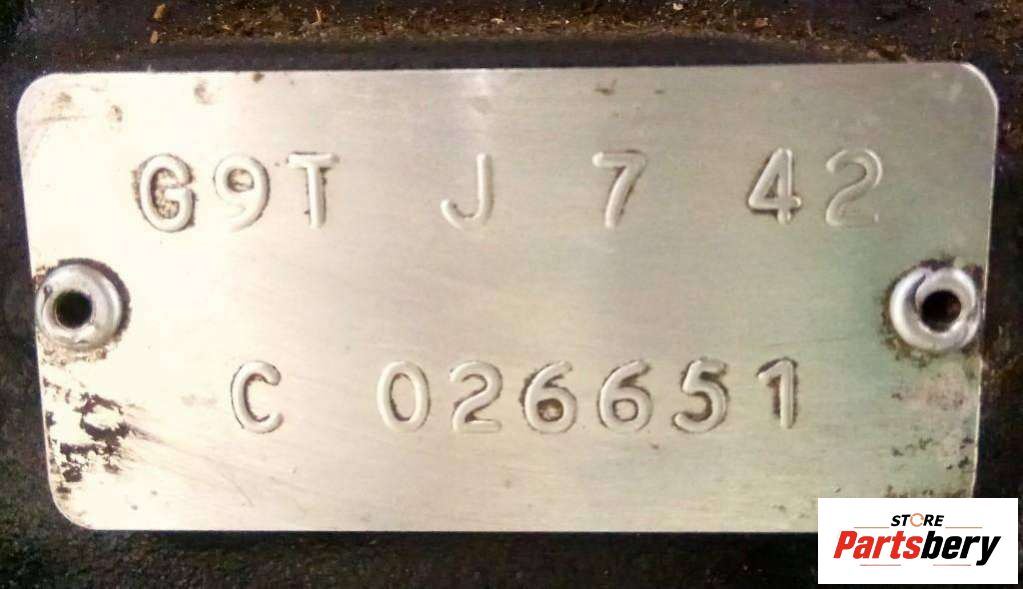 G9T J 7 42
C 026651
STORE
Partsbery